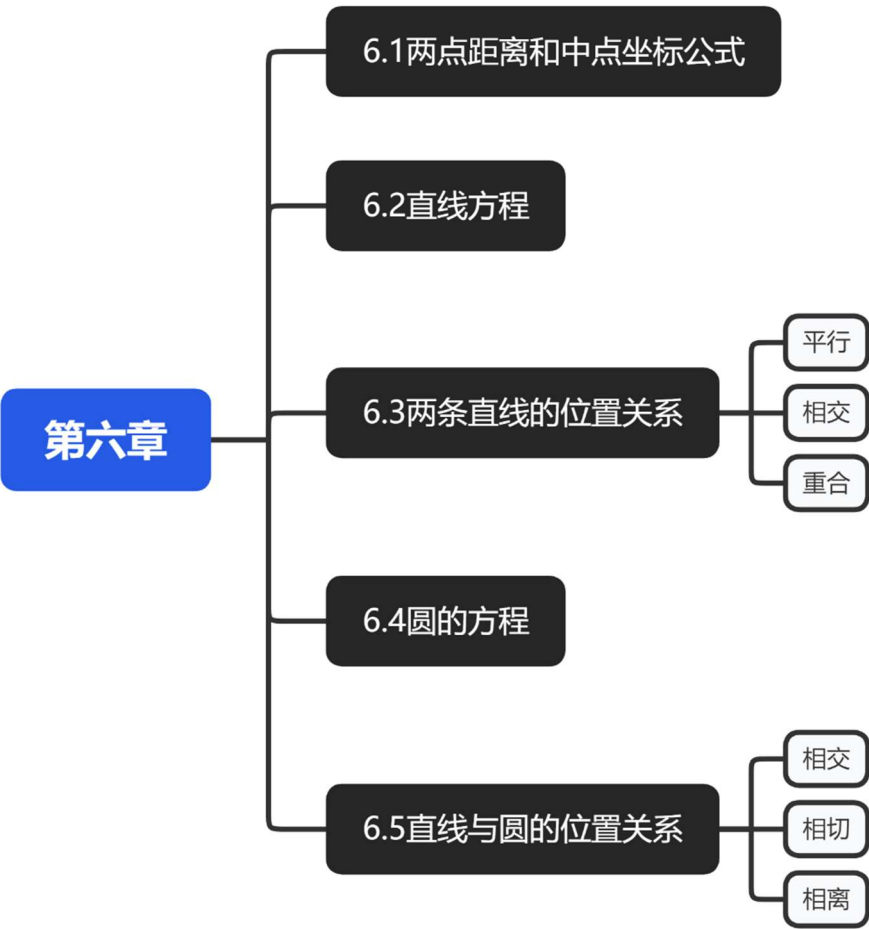 第六章
6.1两点距离和中点坐标公式
6.2直线方程
6.3两条直线的位置关系
平行
相交
重合
6.4圆的方程
6.5直线与圆的位置关系
相交
相切
相离